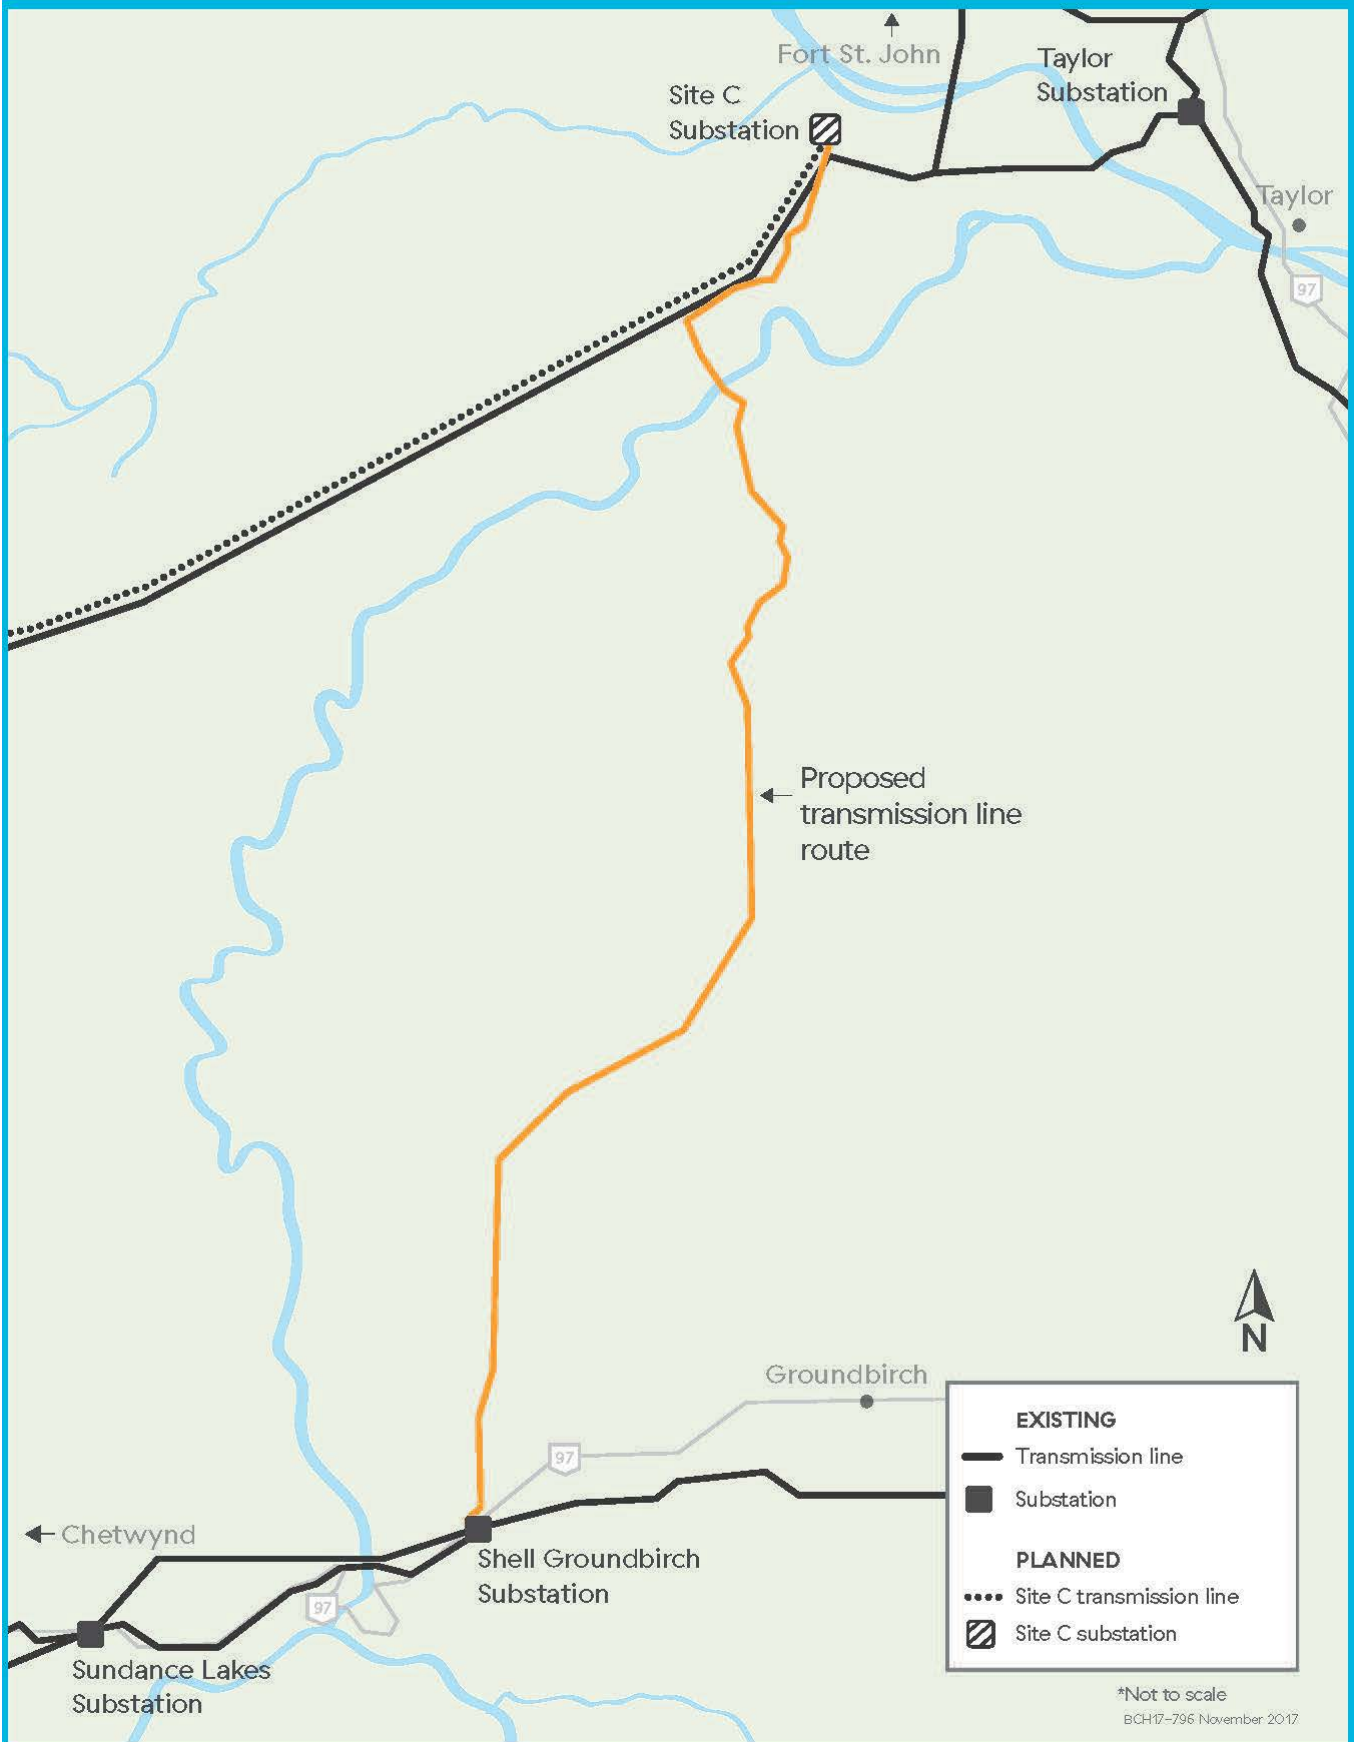 Fort St. John
Taylor
Substation
Site C
Substation
Taylor
97
Proposed
transmission line
route
N
Groundbirch
97
Chetwynd
Shell Groundbirch
Substation
97
Sundance Lakes
Substation
EXISTING
Transmission line
Substation
PLANNED
Site C transmission line
Site C substation
*Not to scale
BCH17-796 November 2017